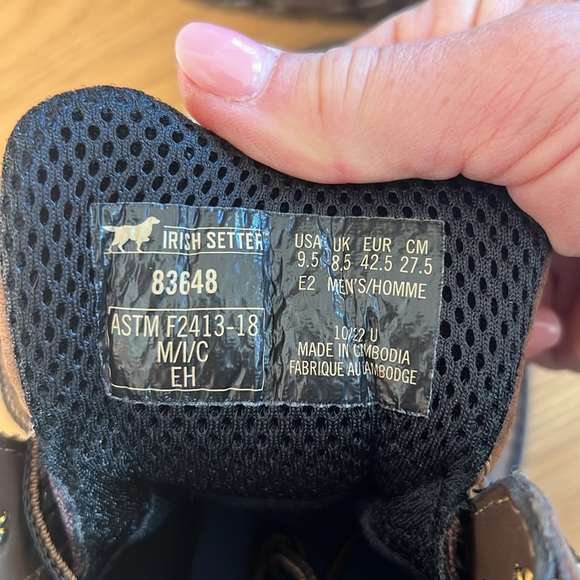 IRISH SETTER
83648
ASTM F2413-18
M/I/C
EH
USA UK EUR CM
9.5 8.5 42.5 27.5
E2 MEN'S/HOMME
10/22 U
MADE IN CAMBODIA
FABRIQUE AU CAMBODGE